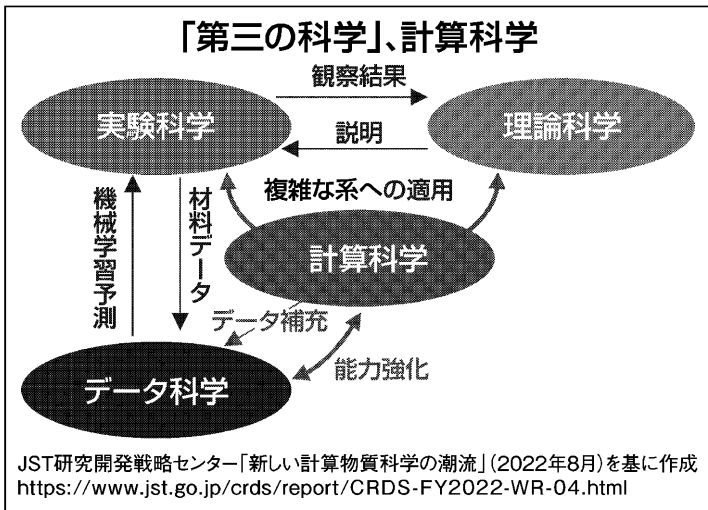 「第三の科学」、計算科学
観察結果
実験科学
理論科学
説明
複雑な系への適用
機械学習予測
材料データ
計算科学
データ補充
能力強化
データ科学
JST研究開発戦略センター「新しい計算物質科学の潮流」(2022年8月)を基に作成
https://www.jst.go.jp/crds/report/CRDS-FY2022-WR-04.html